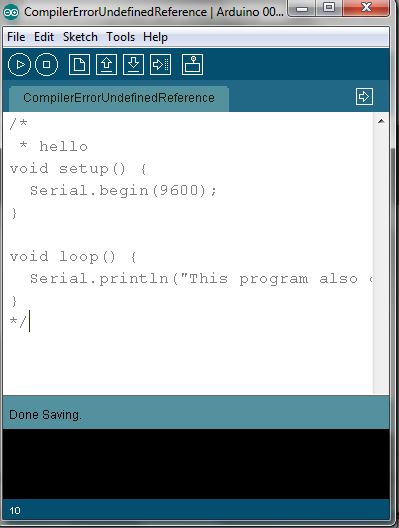 CompilerErrorUndefinedReference | Arduino 00...
File Edit Sketch Tools Help
CompilerErrorUndefinedReference
/*
 * hello
void setup() {
  Serial.begin(9600);
}
void loop() {
  Serial.println("This program also
}
*/
Done Saving.
10